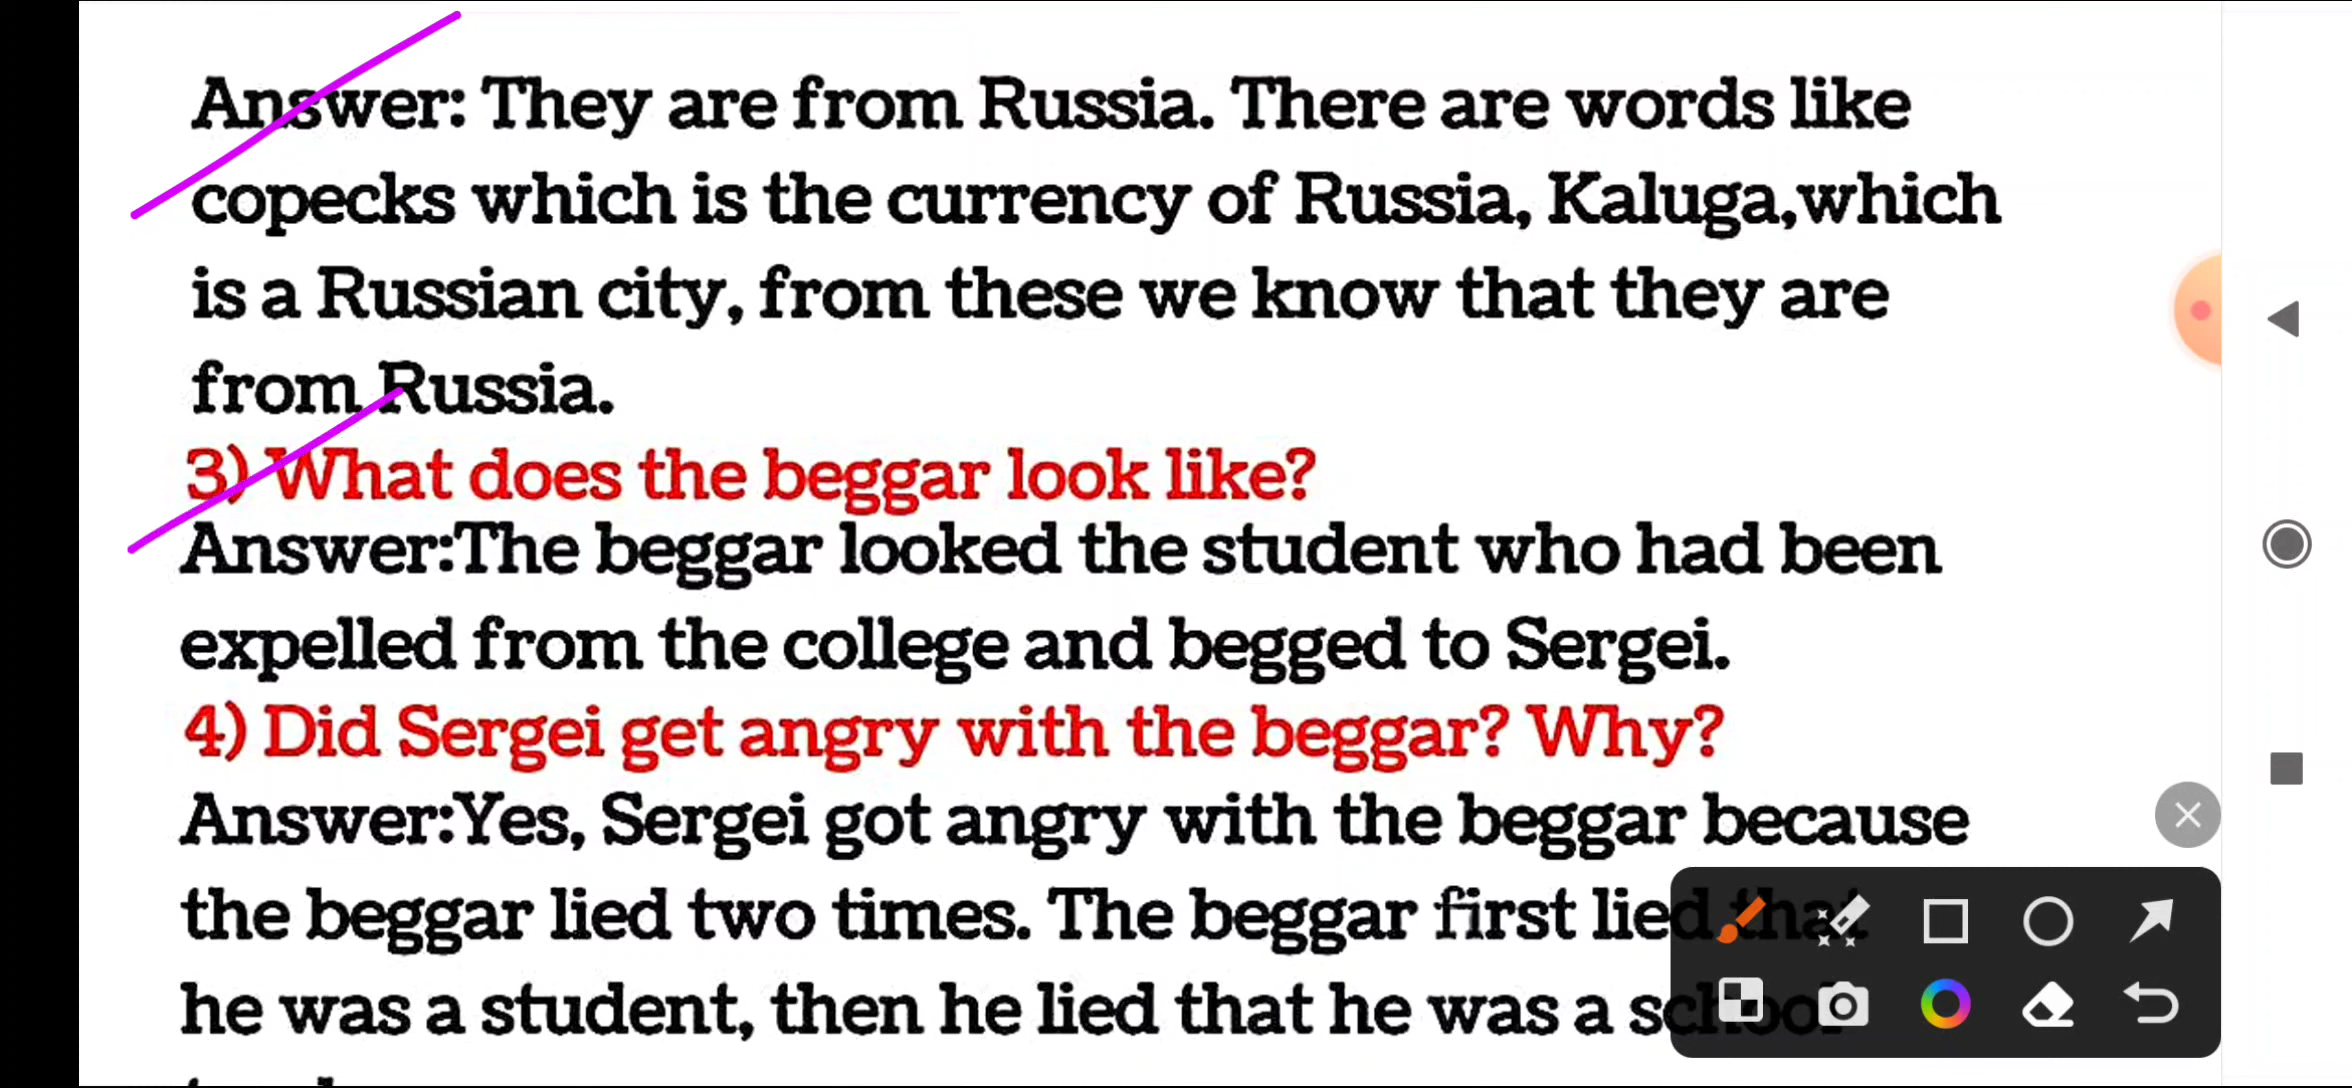 Answer: They are from Russia. There are words like
copecks which is the currency of Russia, Kaluga,which
is a Russian city, from these we know that they are
from Russia.
3) What does the beggar look like?
Answer:The beggar looked the student who had been
expelled from the college and begged to Sergei.
4) Did Sergei get angry with the beggar? Why?
Answer:Yes, Sergei got angry with the beggar because
the beggar lied two times. The beggar first lied that
he was a student, then he lied that he was a school